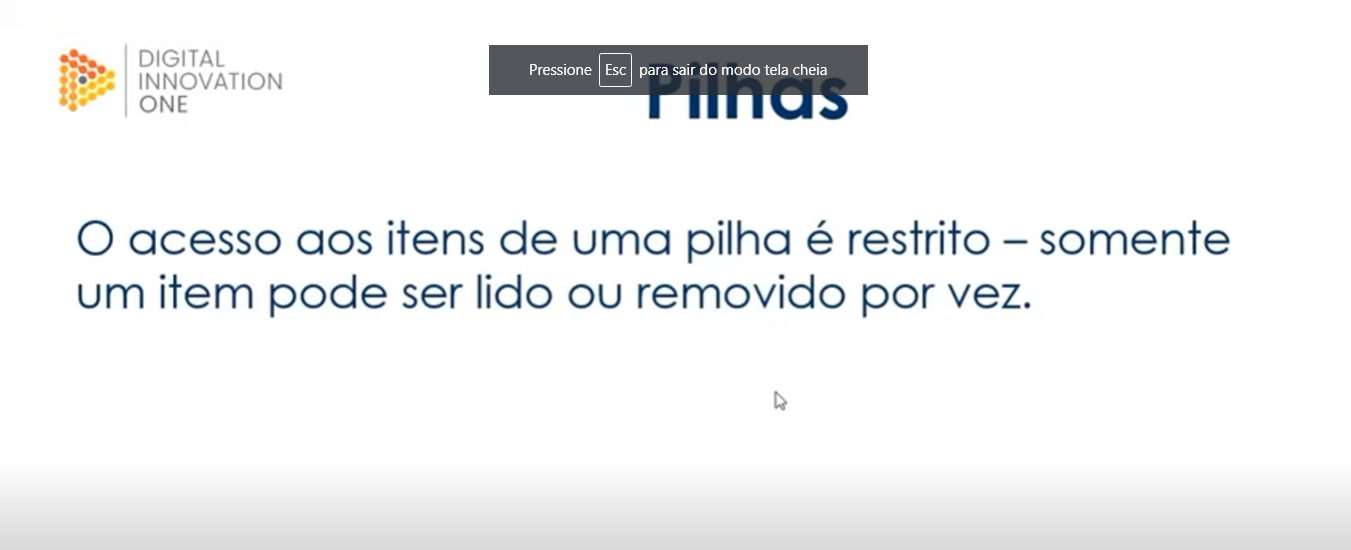 DIGITAL
INNOVATION
ONE
Pressione Esc para sair do modo tela cheia
Pilhas
O acesso aos itens de uma pilha é restrito – somente
um item pode ser lido ou removido por vez.